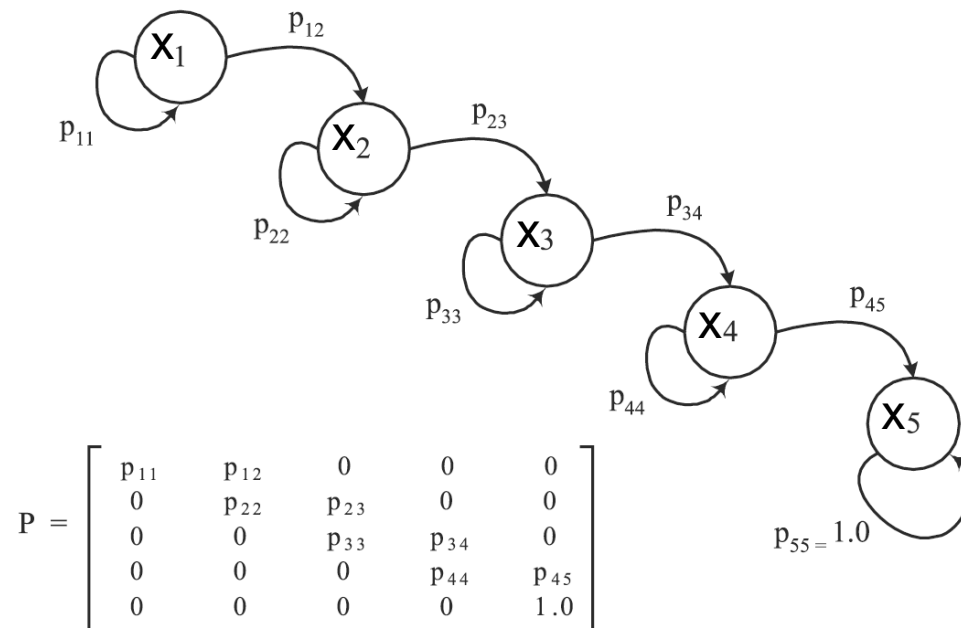 p12
X1
p11
p23
X2
p22
p34
X3
p33
p45
X4
p44
X5
p55 = 1.0
P =
p11 p12 0 0 0
0 p22 p23 0 0
0 0 p33 p34 0
0 0 0 p44 p45
0 0 0 0 1.0